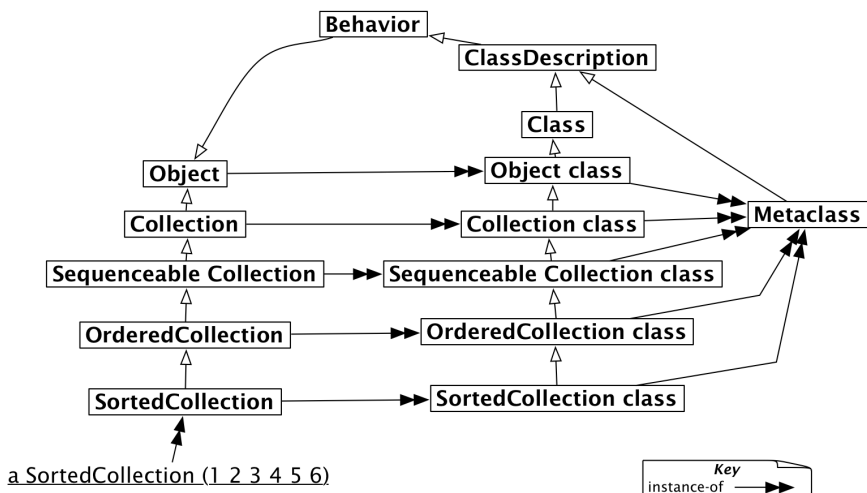 Behavior
ClassDescription
Class
Object
Object class
Collection
Collection class
Metaclass
Sequenceable Collection
Sequenceable Collection class
OrderedCollection
OrderedCollection class
SortedCollection
SortedCollection class
a SortedCollection (1 2 3 4 5 6)
Key
instance-of